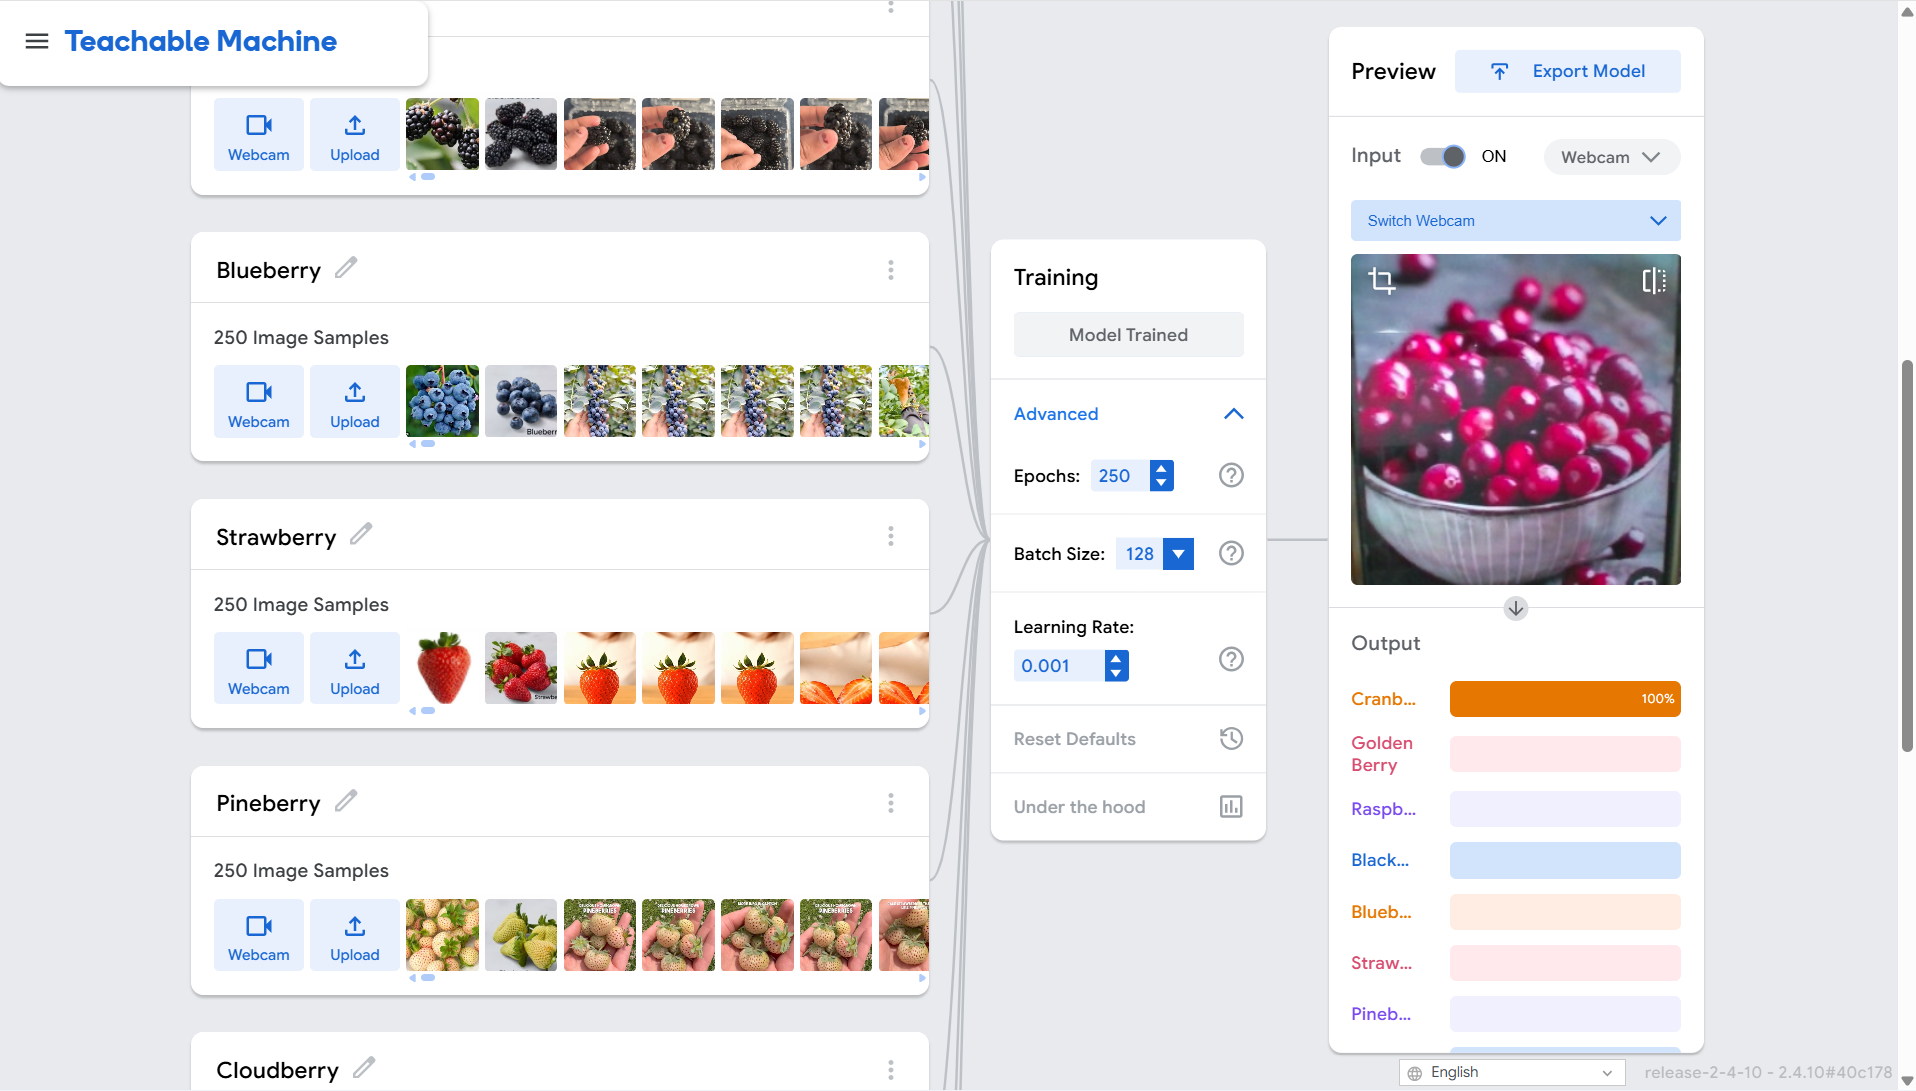 Teachable Machine
Webcam
Upload
Blueberry
250 Image Samples
Webcam
Upload
Blueberr
Strawberry
250 Image Samples
Webcam
Upload
Strawbe
Pineberry
250 Image Samples
Webcam
Upload
PINEBERRIES
PINEBERRIES
PINEBERRIES
Cloudberry
Training
Model Trained
Advanced
Epochs: 250
Batch Size: 128
Learning Rate:
0.001
Reset Defaults
Under the hood
Preview
Export Model
Input ON Webcam
Switch Webcam
Output
Cranb... 100%
Golden
Berry
Raspb...
Black...
Blueb...
Straw...
Pineb...
English
release-2-4-10 - 2.4.10#40c178